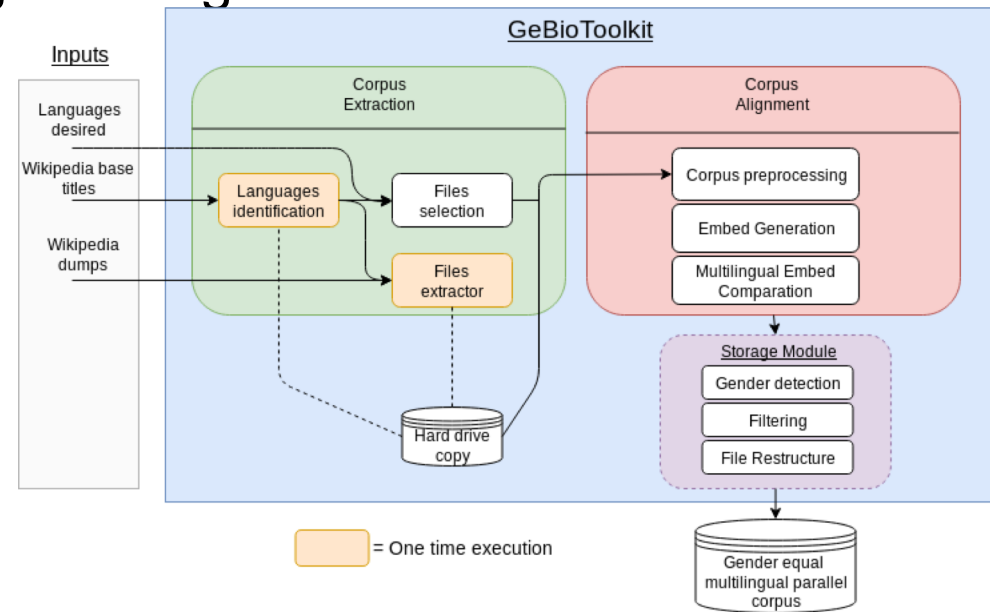 GeBioToolkit
Inputs
Languages
desired
Wikipedia base
titles
Wikipedia
dumps
Corpus
Extraction
Languages
identification
Files
selection
Files
extractor
Hard drive
copy
Corpus
Alignment
Corpus preprocessing
Embed Generation
Multilingual Embed
Comparation
Storage Module
Gender detection
Filtering
File Restructure
= One time execution
Gender equal
multilingual parallel
corpus